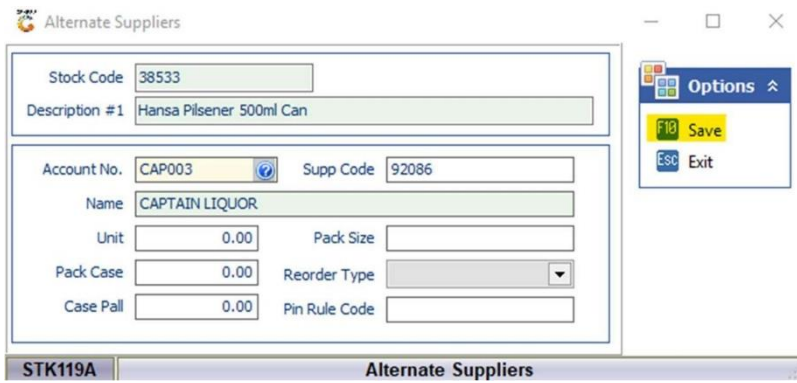 Alternate Suppliers
Stock Code 38533
Description #1 Hansa Pilsener 500ml Can
Options
F10 Save
Esc Exit
Account No. CAP003 Supp Code 92086
Name CAPTAIN LIQUOR
Unit 0.00 Pack Size
Pack Case 0.00 Reorder Type
Case Pall 0.00 Pin Rule Code
STK119A Alternate Suppliers